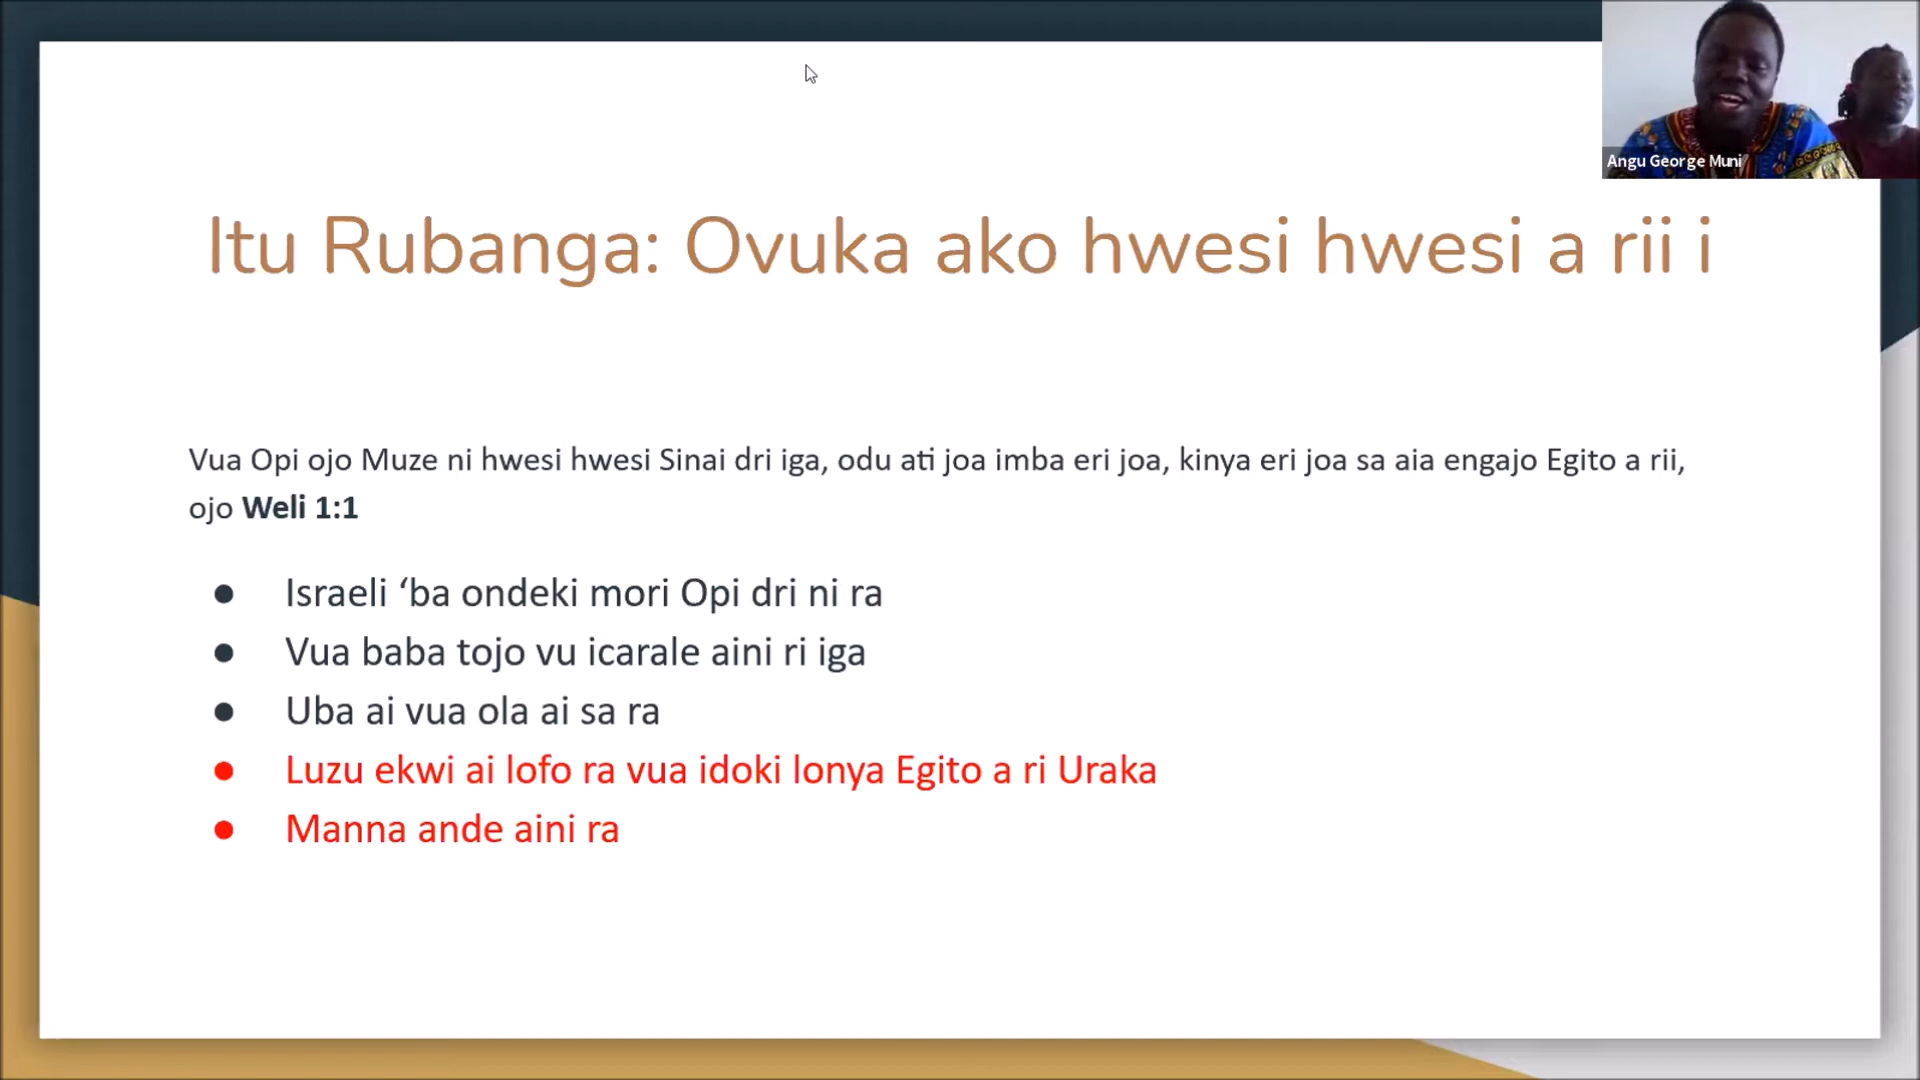 Angu George Muni
Itu Rubanga: Ovuka ako hwesi hwesi a rii i
Vua Opi ojo Muze ni hwesi hwesi Sinai dri iga, odu ati joa imba eri joa, kinya eri joa sa aia engajo Egito a rii,
ojo Weli 1:1
● Israeli ‘ba ondeki mori Opi dri ni ra
● Vua baba tojo vu icarale aini ri iga
● Uba ai vua ola ai sa ra
● Luzu ekwi ai lofo ra vua idoki lonya Egito a ri Uraka
● Manna ande aini ra